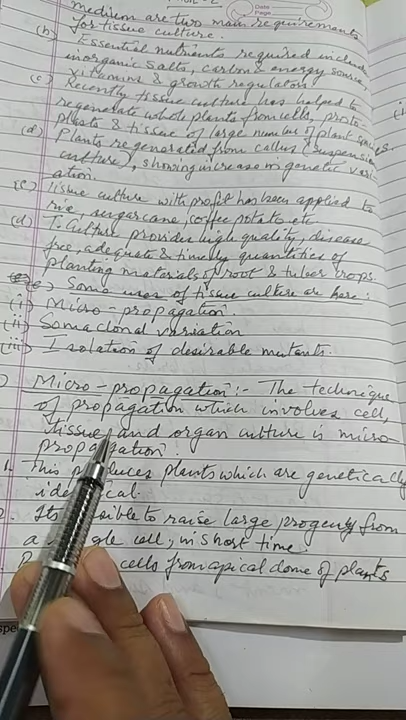 Date
Page
medium are two main requirements
for tissue culture.
(b) Essential nutrients required include
inorganic salts, carbon & energy source,
vitamins & growth regulators
(c) Recently tissue culture has helped to
regenerate whole plants from cells, proto-
plasts & tissue of large number of plant species.
(d) Plants regenerated from callus (suspension
culture), showing increase in genetic vari-
ation.
(c) Tissue culture with profit has been applied to
rice, sugarcane, coffee potato etc
(d) T. Culture provides high quality, disease
free, adequate & timely quantities of
planting materials of root & tuber crops.
e) Some uses of tissue culture are here:
(i) Micro-propagation.
(ii) Somaclonal variation
(iii) Isolation of desirable mutants.
) Micro-propagation:- The technique
of propagation which involves cell,
tissue and organ culture is micro-
propagation.
1. This produces plants which are genetically
identical.
2. Its possible to raise large progeny from
a single cell, in short time.
cells from apical dome of plants